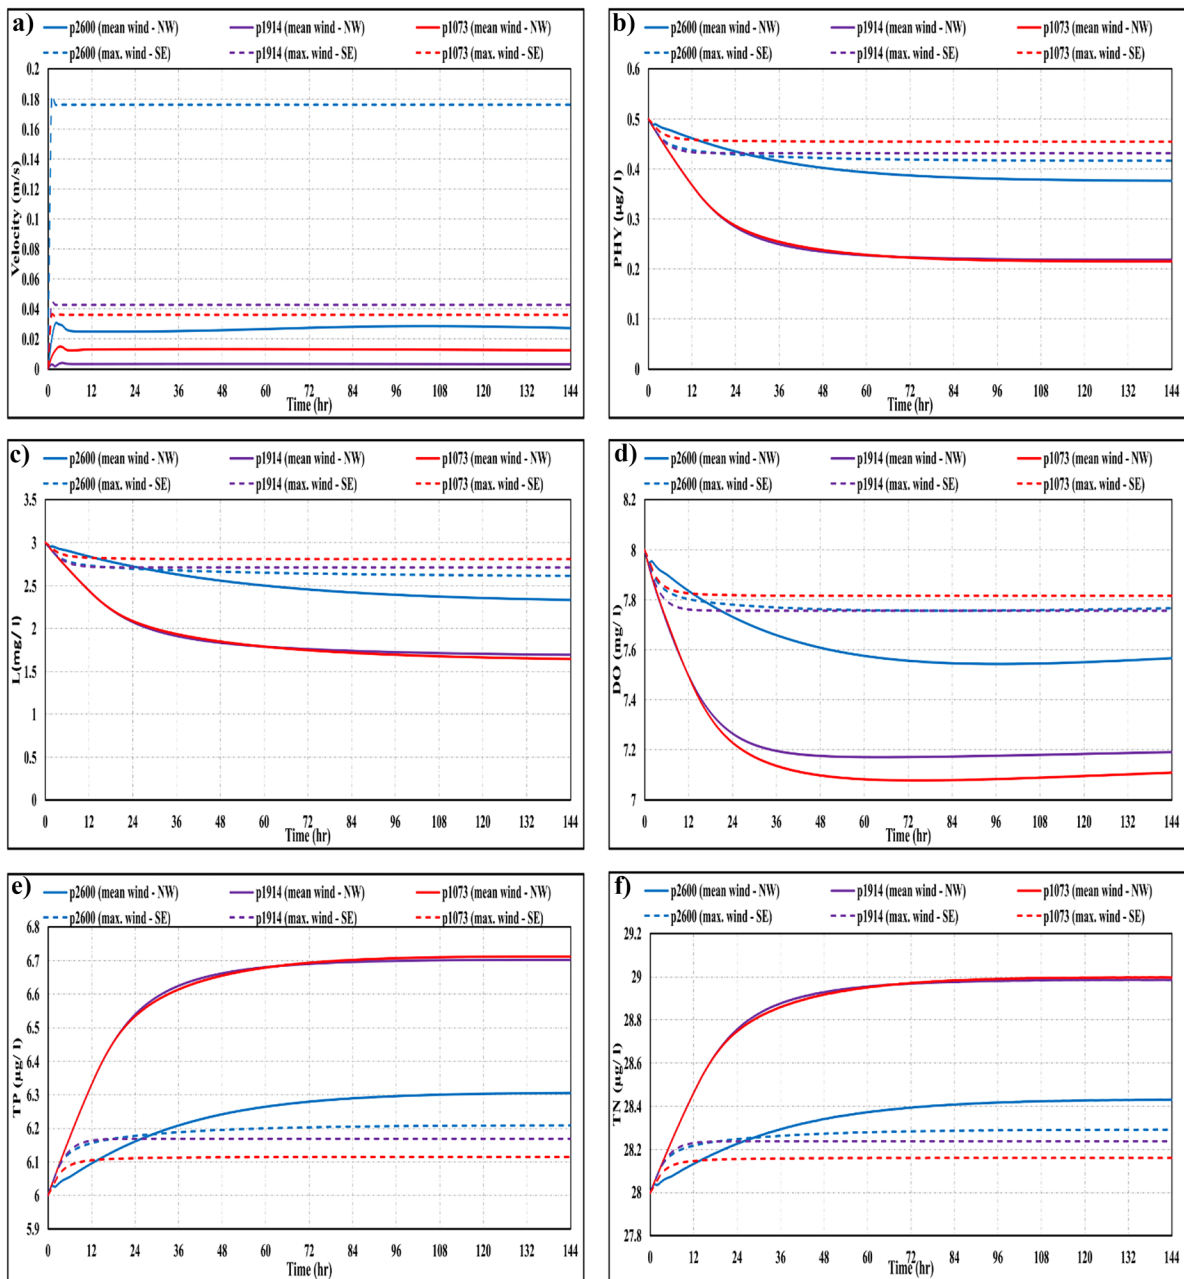 a)
p2600 (mean wind - NW) p1914 (mean wind - NW) p1073 (mean wind - NW)
p2600 (max. wind - SE) p1914 (max. wind - SE) p1073 (max. wind - SE)
Velocity (m/s)
0.2
0.18
0.16
0.14
0.12
0.1
0.08
0.06
0.04
0.02
0
0 12 24 36 48 60 72 84 96 108 120 132 144
Time (hr)
b)
p2600 (mean wind - NW) p1914 (mean wind - NW) p1073 (mean wind - NW)
p2600 (max. wind - SE) p1914 (max. wind - SE) p1073 (max. wind - SE)
PHY (µg/ l)
0.6
0.5
0.4
0.3
0.2
0.1
0
0 12 24 36 48 60 72 84 96 108 120 132 144
Time (hr)
c)
p2600 (mean wind - NW) p1914 (mean wind - NW) p1073 (mean wind - NW)
p2600 (max. wind - SE) p1914 (max. wind - SE) p1073 (max. wind - SE)
L(mg/ l)
3.5
3
2.5
2
1.5
1
0.5
0
0 12 24 36 48 60 72 84 96 108 120 132 144
Time (hr)
d)
p2600 (mean wind - NW) p1914 (mean wind - NW) p1073 (mean wind - NW)
p2600 (max. wind - SE) p1914 (max. wind - SE) p1073 (max. wind - SE)
DO (mg/ l)
8.2
8
7.8
7.6
7.4
7.2
7
0 12 24 36 48 60 72 84 96 108 120 132 144
Time (hr)
e)
p2600 (mean wind - NW) p1914 (mean wind - NW) p1073 (mean wind - NW)
p2600 (max. wind - SE) p1914 (max. wind - SE) p1073 (max. wind - SE)
TP (µg/ l)
6.8
6.7
6.6
6.5
6.4
6.3
6.2
6.1
6
5.9
0 12 24 36 48 60 72 84 96 108 120 132 144
Time (hr)
f)
p2600 (mean wind - NW) p1914 (mean wind - NW) p1073 (mean wind - NW)
p2600 (max. wind - SE) p1914 (max. wind - SE) p1073 (max. wind - SE)
TN (µg/ l)
29.2
29
28.8
28.6
28.4
28.2
28
27.8
0 12 24 36 48 60 72 84 96 108 120 132 144
Time (hr)